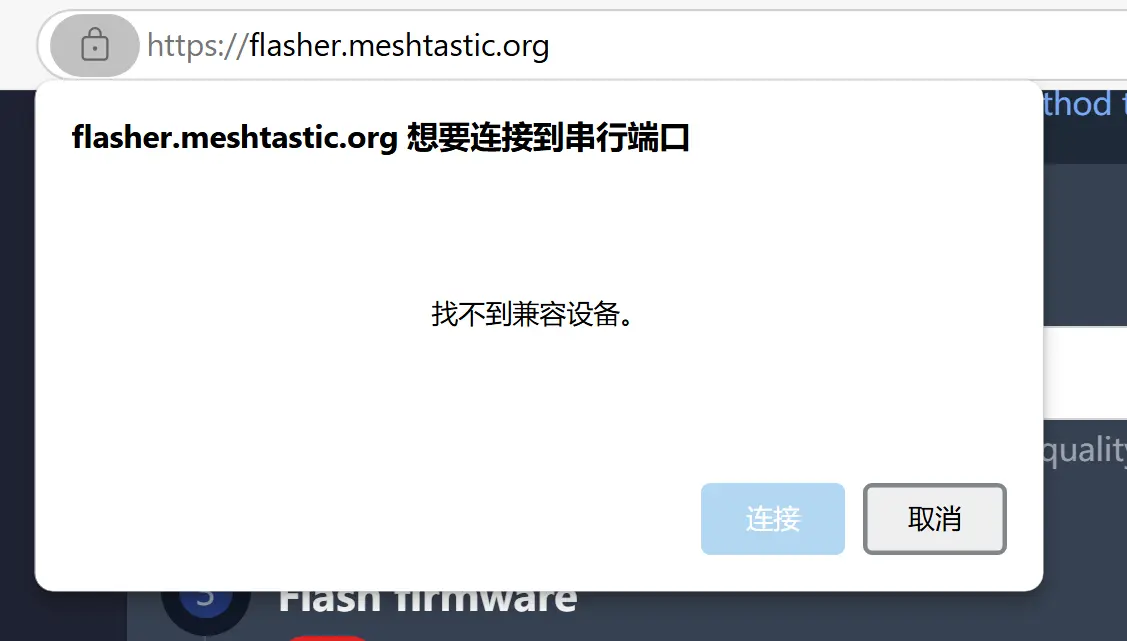 https://flasher.meshtastic.org
thod
flasher.meshtastic.org 想要连接到串行端口
找不到兼容设备。
quality
连接 取消
3
Flash firmware